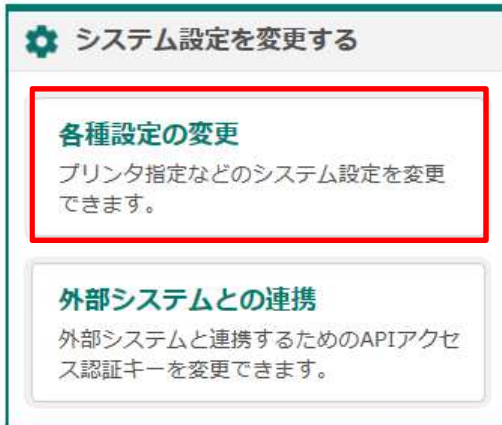 システム設定を変更する
各種設定の変更
プリンタ指定などのシステム設定を変更
できます。
外部システムとの連携
外部システムと連携するためのAPIアクセ
ス認証キーを変更できます。